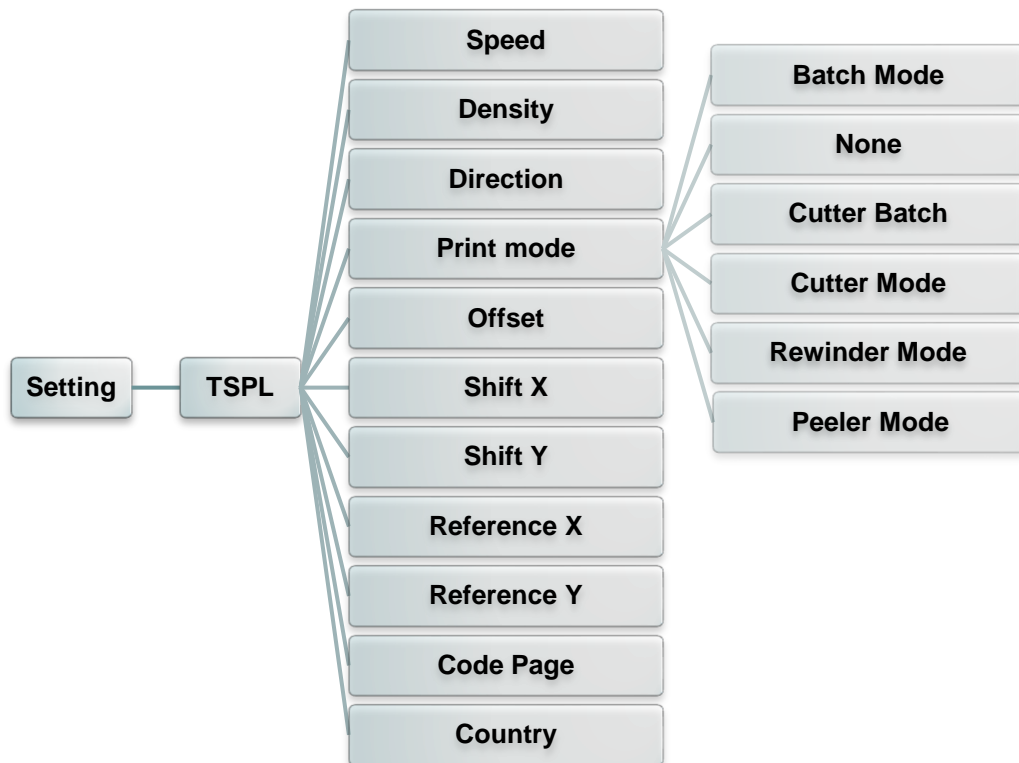 Setting
TSPL
Speed
Density
Direction
Print mode
Offset
Shift X
Shift Y
Reference X
Reference Y
Code Page
Country
Batch Mode
None
Cutter Batch
Cutter Mode
Rewinder Mode
Peeler Mode